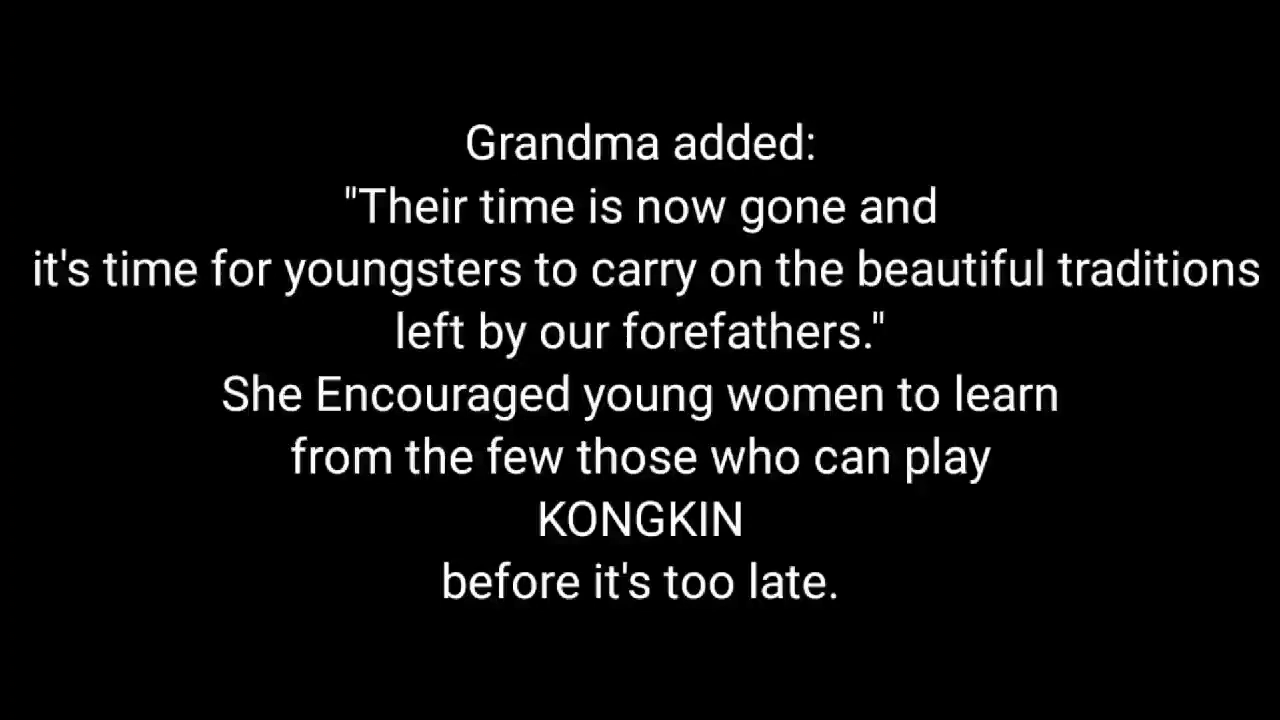 Grandma added:
"Their time is now gone and
it's time for youngsters to carry on the beautiful traditions
left by our forefathers."
She Encouraged young women to learn
from the few those who can play
KONGKIN
before it's too late.